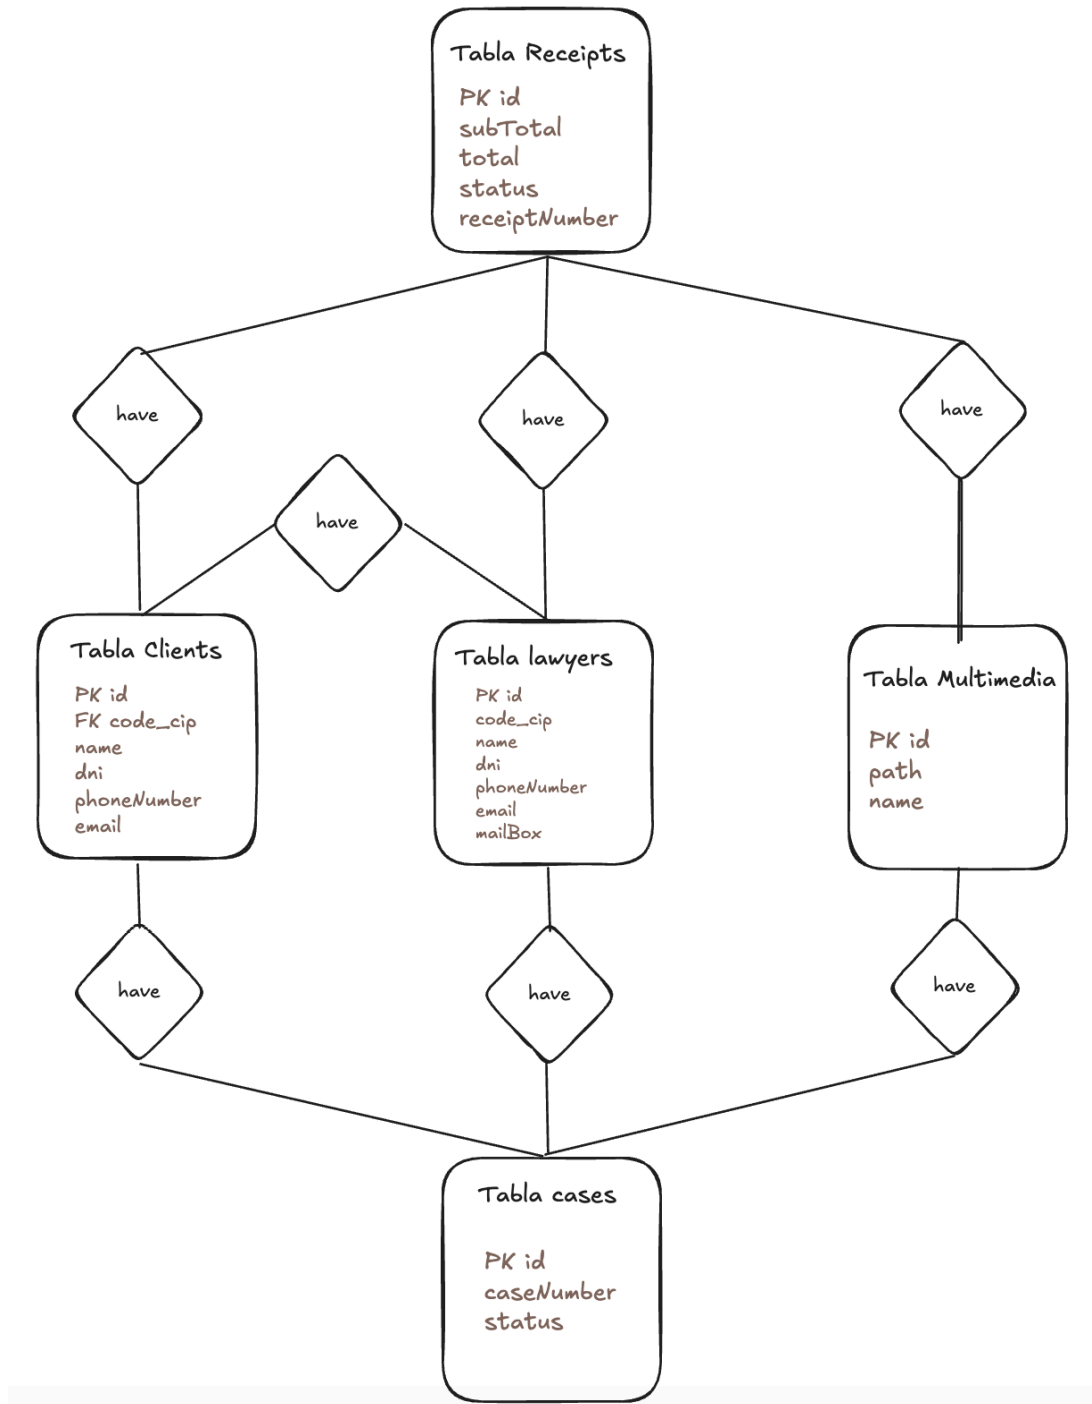 Tabla Receipts
PK id
subTotal
total
status
receiptNumber
have
have
have
have
Tabla Clients
PK id
FK code_cip
name
dni
phoneNumber
email
Tabla lawyers
PK id
code_cip
name
dni
phoneNumber
email
mailBox
Tabla Multimedia
PK id
path
name
have
have
have
Tabla cases
PK id
caseNumber
status